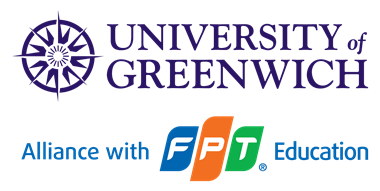 UNIVERSITY of
GREENWICH
Alliance with FPT® Education